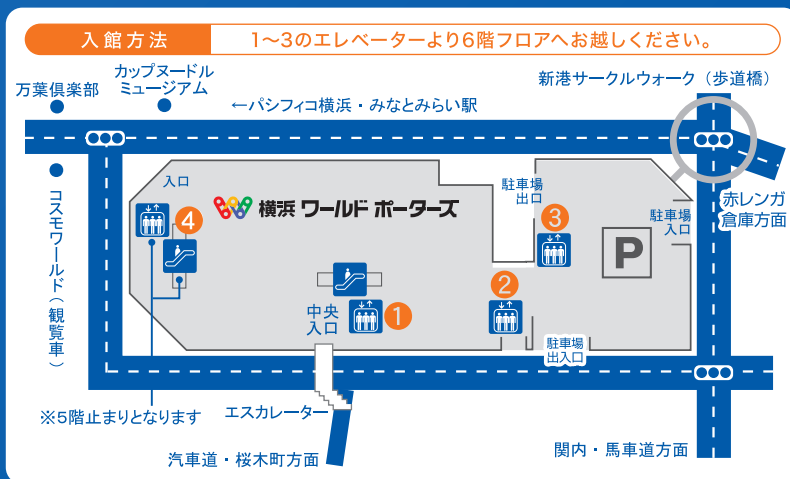 入館方法
1～3のエレベーターより6階フロアへお越しください。
万葉倶楽部
カップヌードル
ミュージアム
←パシフィコ横浜・みなとみらい駅
新港サークルウォーク（歩道橋）
入口
横浜 ワールド ポーターズ
駐車場
出口
駐車場
入口
赤レンガ
倉庫方面
4
3
P
コスモワールド（観覧車）
2
中央
入口
1
駐車場
出入口
※5階止まりとなります
エスカレーター
汽車道・桜木町方面
関内・馬車道方面